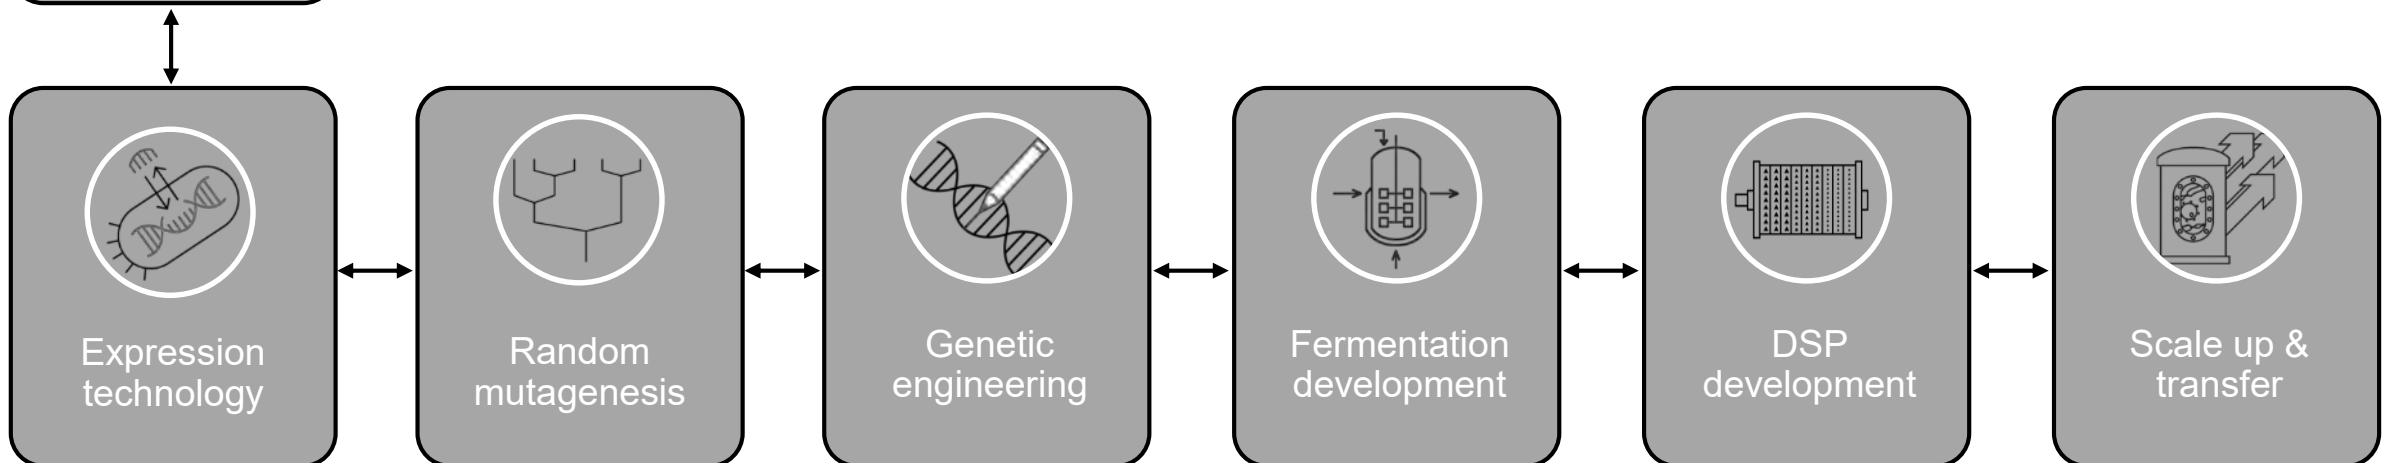 Expression
technology
Random
mutagenesis
Genetic
engineering
Fermentation
development
DSP
development
Scale up &
transfer